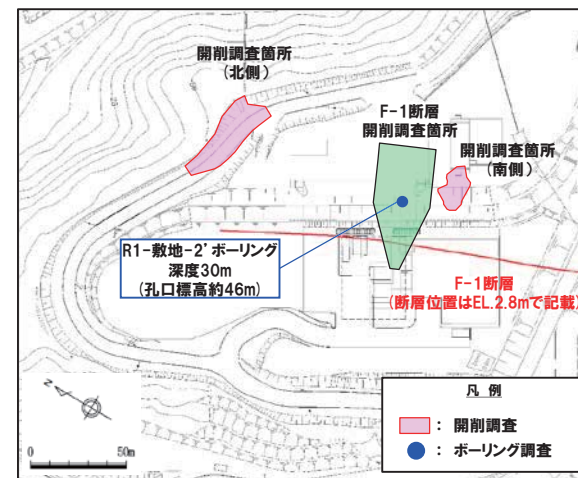 開削調査箇所
(北側)
F-1断層
開削調査箇所
開削調査箇所
(南側)
R1-敷地-2’ボーリング
深度30m
(孔口標高約46m)
F-1断層
(断層位置はEL.2.8mで記載)
N
0 50m
凡 例
: 開削調査
: ボーリング調査